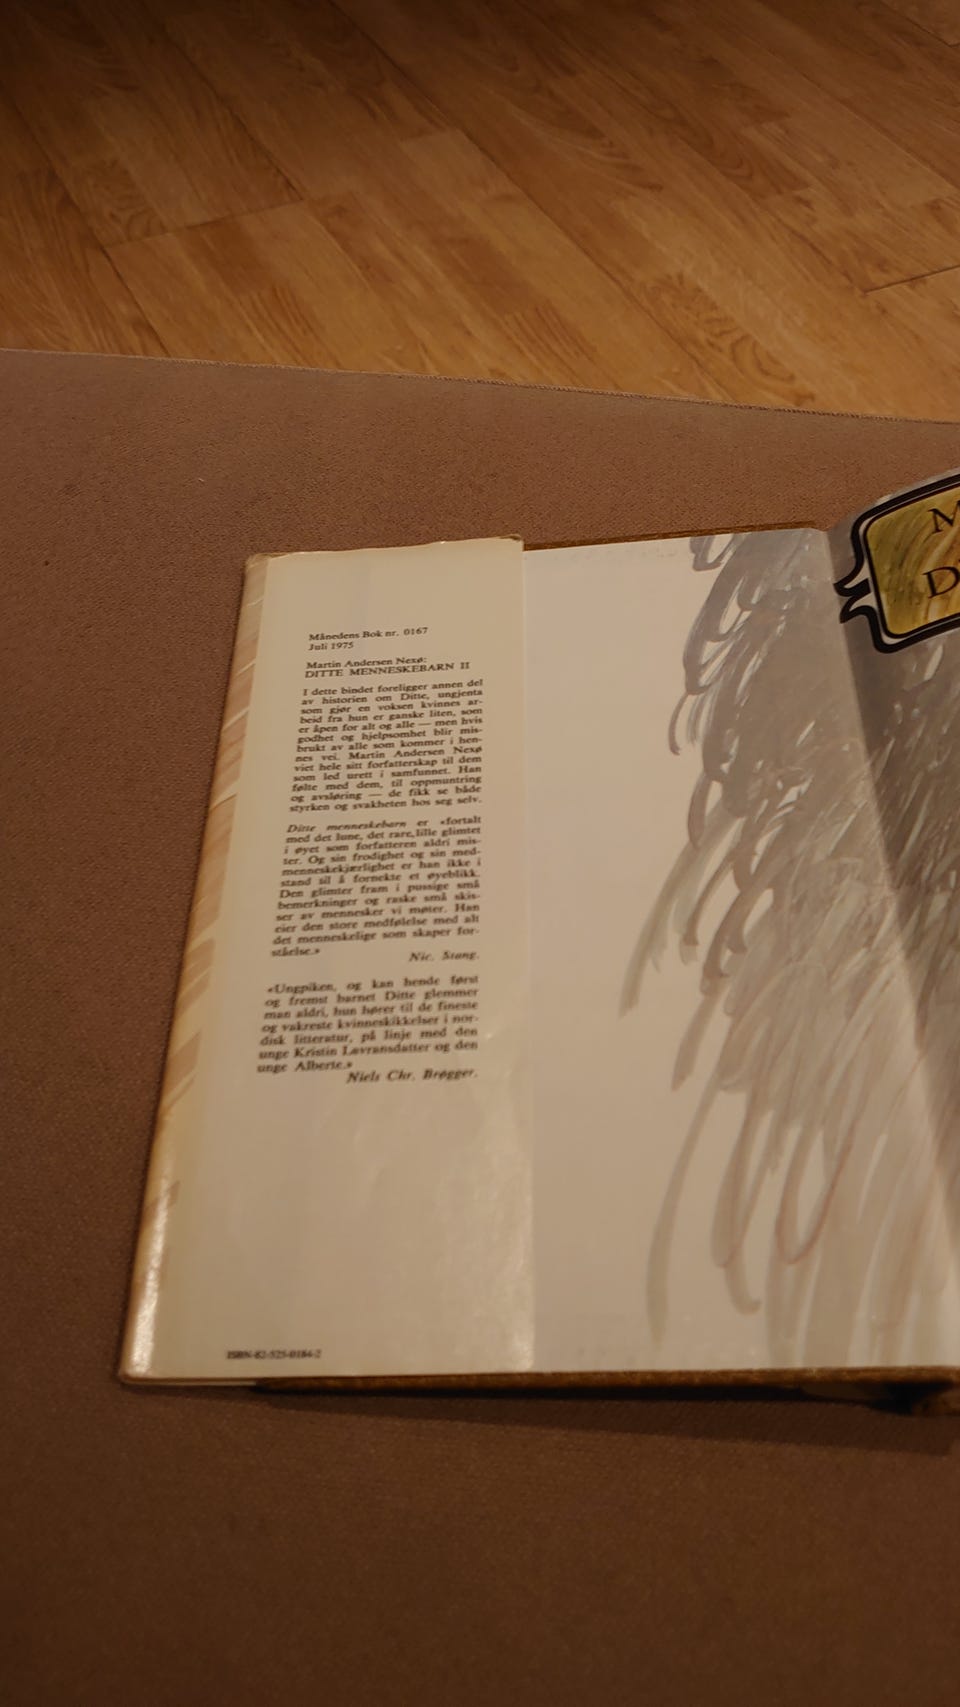 Månedens Bok nr. 0167
Juli 1975
Martin Andersen Nexø:
DITTE MENNESKEBARN II
I dette bindet foreligger annen del
av historien om Ditte, ungjenta
som gjør en voksen kvinnes ar-
beid fra hun er ganske liten, som
er åpen for alt og alle — men hvis
godhet og hjelpsomhet blir mis-
brukt av alle som kommer i hen-
nes vei. Martin Andersen Nexø
viet hele sitt forfatterskap til dem
som led urett i samfunnet. Han
følte med dem, til oppmuntring
og avsløring — de fikk se både
styrken og svakheten hos seg selv.
Ditte menneskebarn er «fortalt
med det lune, det rare, lille glimtet
i øyet som forfatteren aldri mis-
ter. Og sin frodighet og sin med-
menneskekjærlighet er han ikke i
stand til å fornekte et øyeblikk.
Den glimter fram i pussige små
bemerkninger og raske små skis-
ser av mennesker vi møter. Han
eier den store medfølelse med alt
det menneskelige som skaper for-
ståelse.»
Nic. Stang.
«Ungpiken, og kan hende først
og fremst barnet Ditte glemmer
man aldri, hun hører til de fineste
og vakreste kvinneskikkelser i nor-
disk litteratur, på linje med den
unge Kristin Lavransdatter og den
unge Alberte.»
Niels Chr. Brøgger.
ISBN-82-525-0184-2
M
D